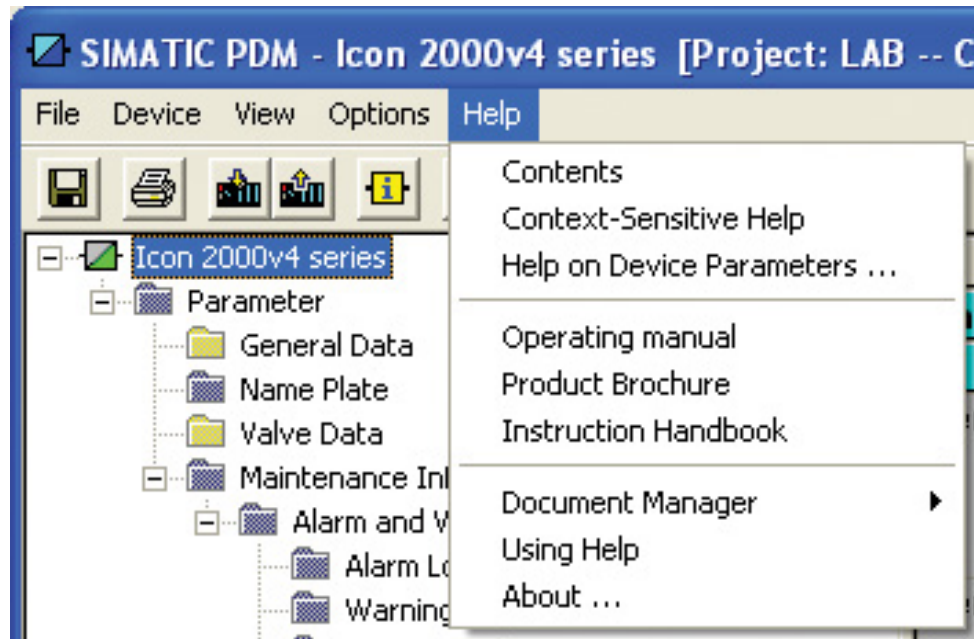 SIMATIC PDM - Icon 2000v4 series [Project: LAB -- C
File Device View Options Help
Contents
Context-Sensitive Help
Help on Device Parameters ...
Operating manual
Product Brochure
Instruction Handbook
Document Manager
Using Help
About ...
Icon 2000v4 series
Parameter
General Data
Name Plate
Valve Data
Maintenance
Alarm and
Alarm
Warning